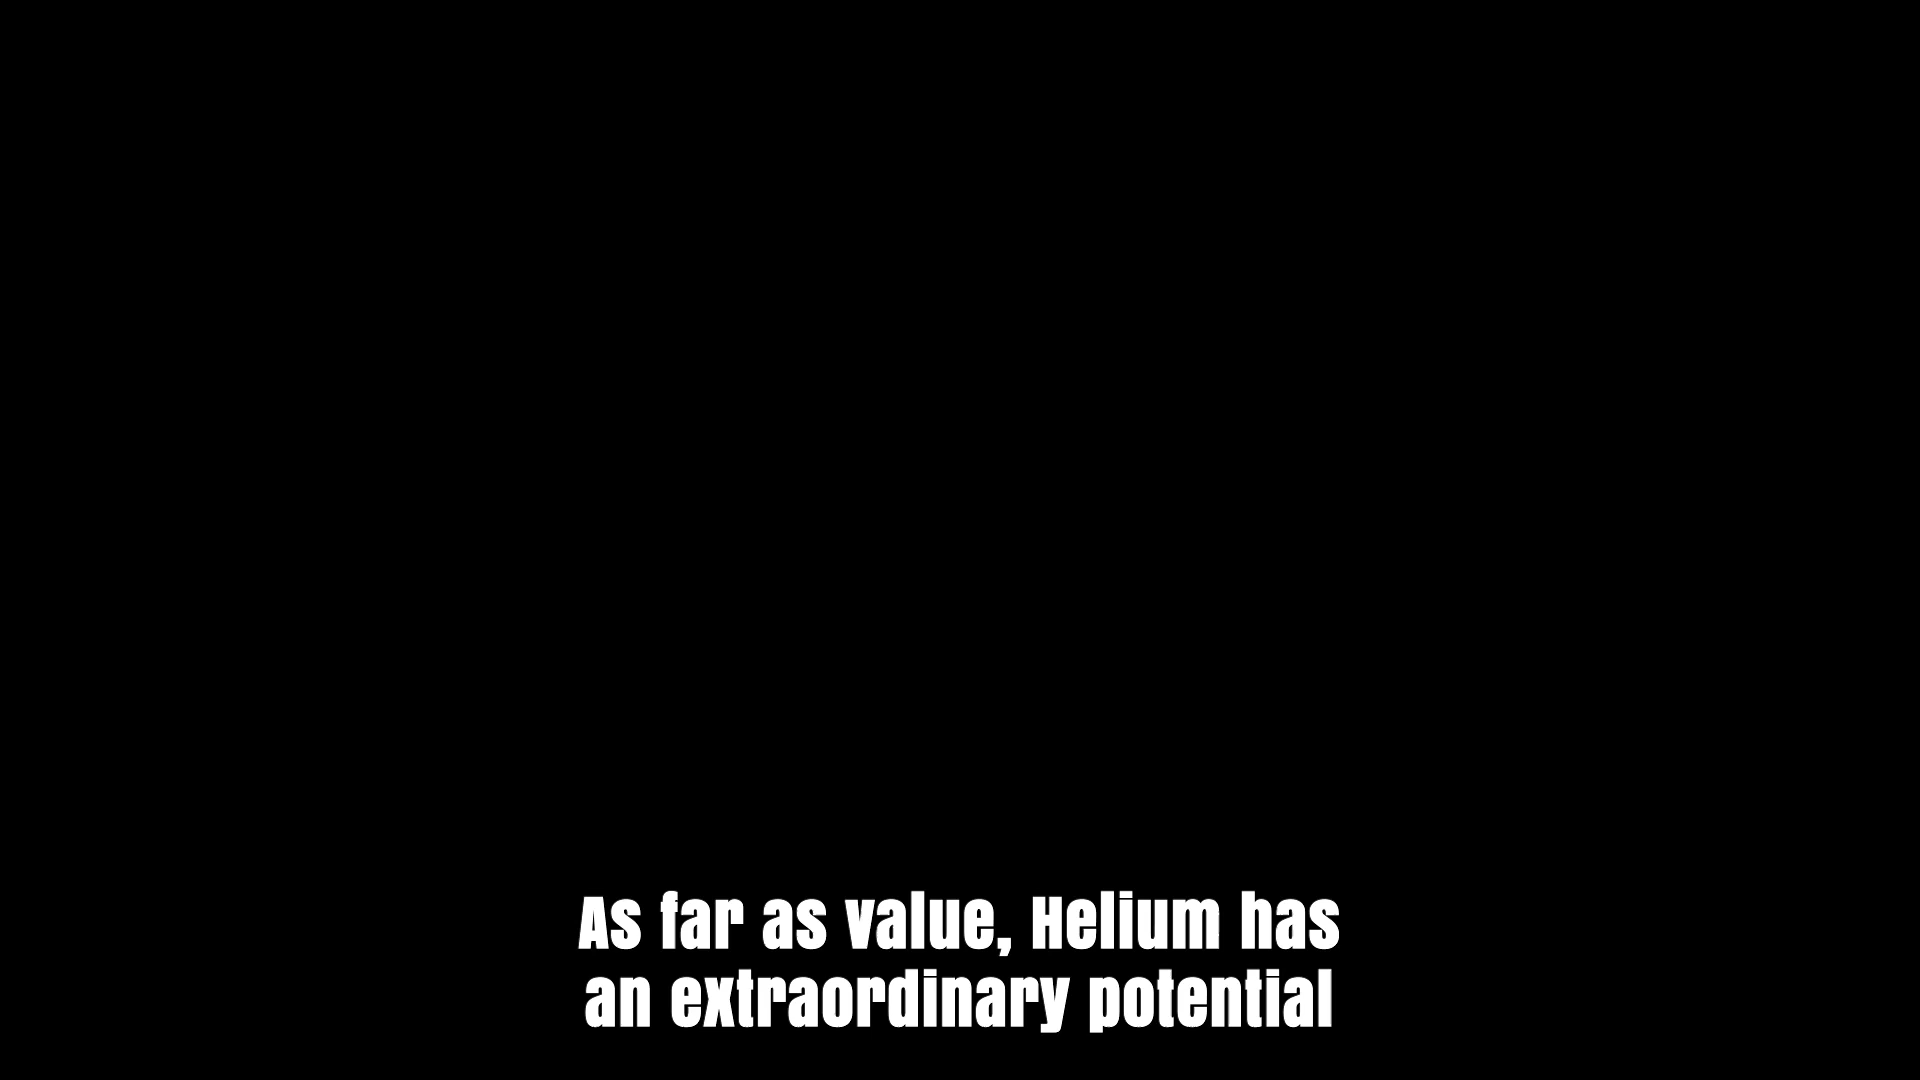 As far as value, Helium has
an extraordinary potential